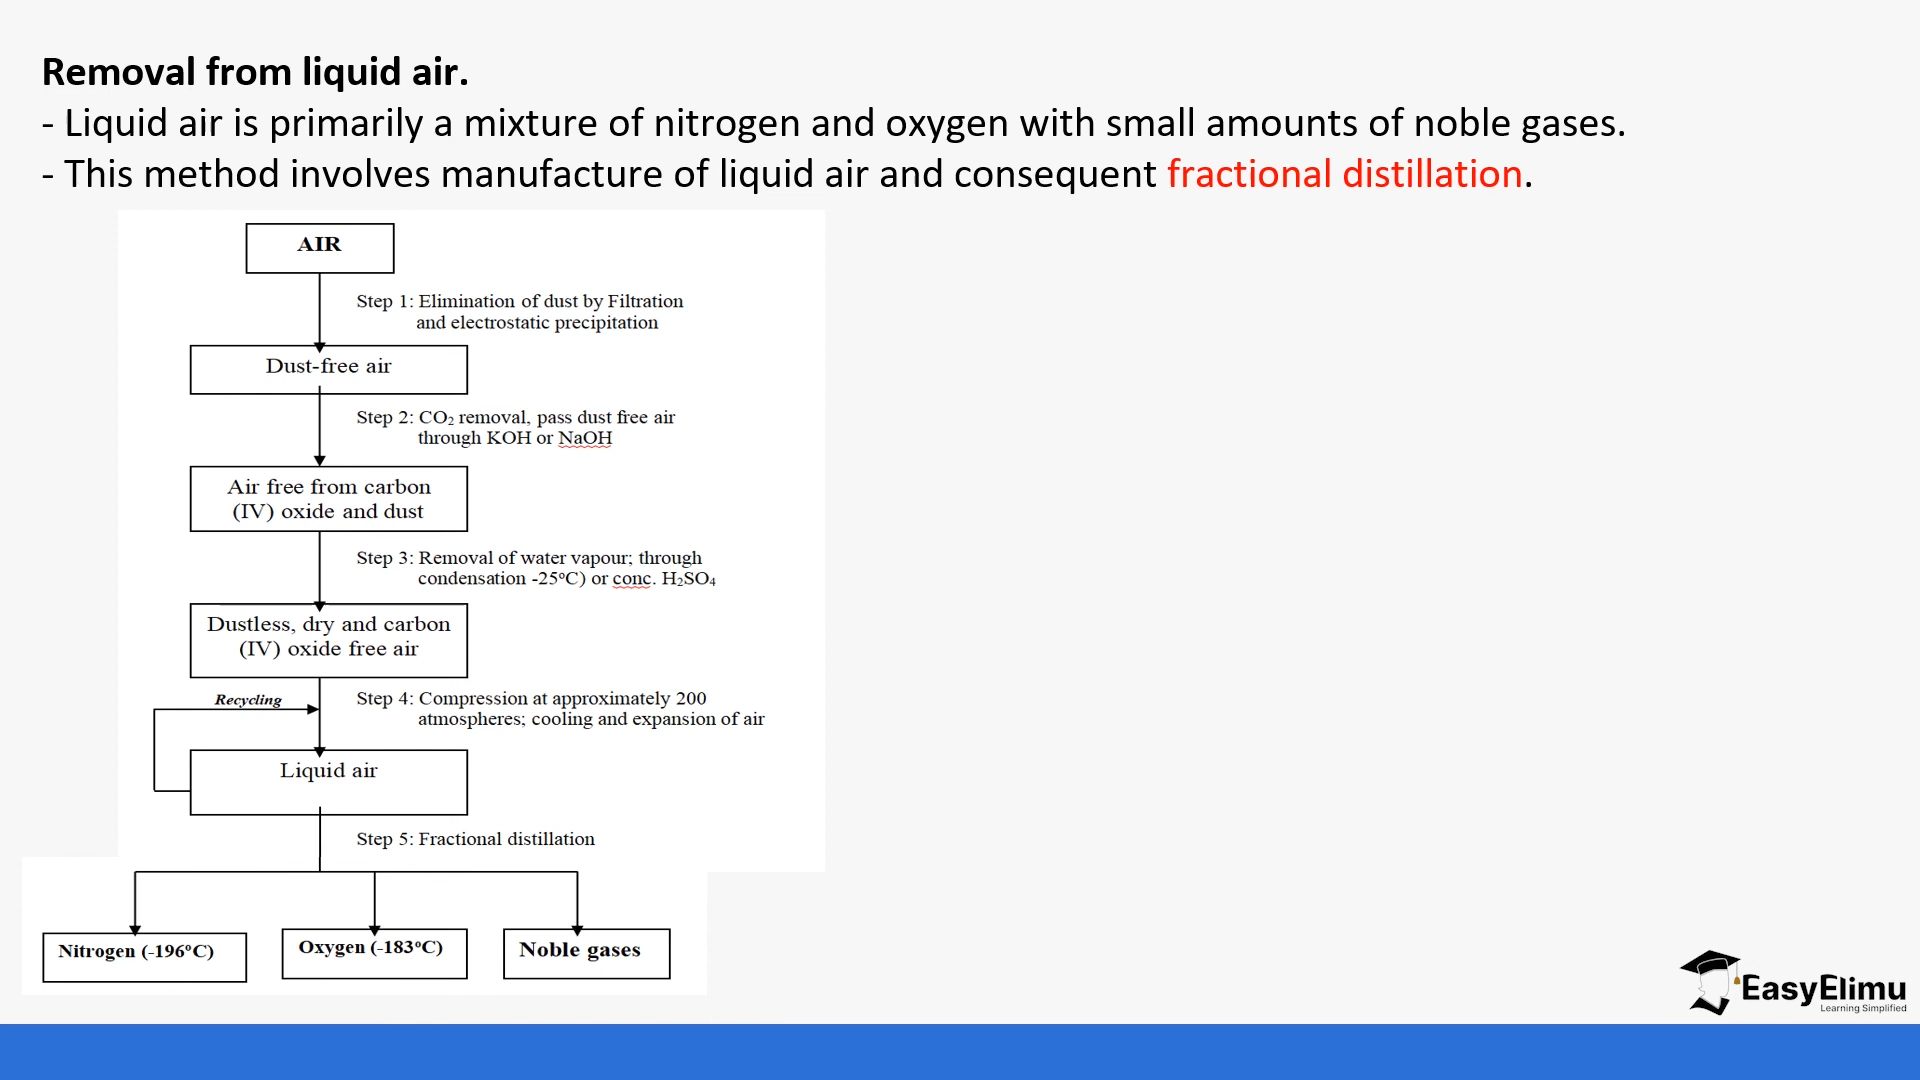 Removal from liquid air.
- Liquid air is primarily a mixture of nitrogen and oxygen with small amounts of noble gases.
- This method involves manufacture of liquid air and consequent fractional distillation.
AIR
Step 1: Elimination of dust by Filtration
and electrostatic precipitation
Dust-free air
Step 2: CO₂ removal, pass dust free air
through KOH or NaOH
Air free from carbon
(IV) oxide and dust
Step 3: Removal of water vapour; through
condensation -25ºC) or conc. H₂SO₄
Dustless, dry and carbon
(IV) oxide free air
Recycling
Step 4: Compression at approximately 200
atmospheres; cooling and expansion of air
Liquid air
Step 5: Fractional distillation
Nitrogen (-196ºC)
Oxygen (-183ºC)
Noble gases
EasyElimu
Learning Simplified